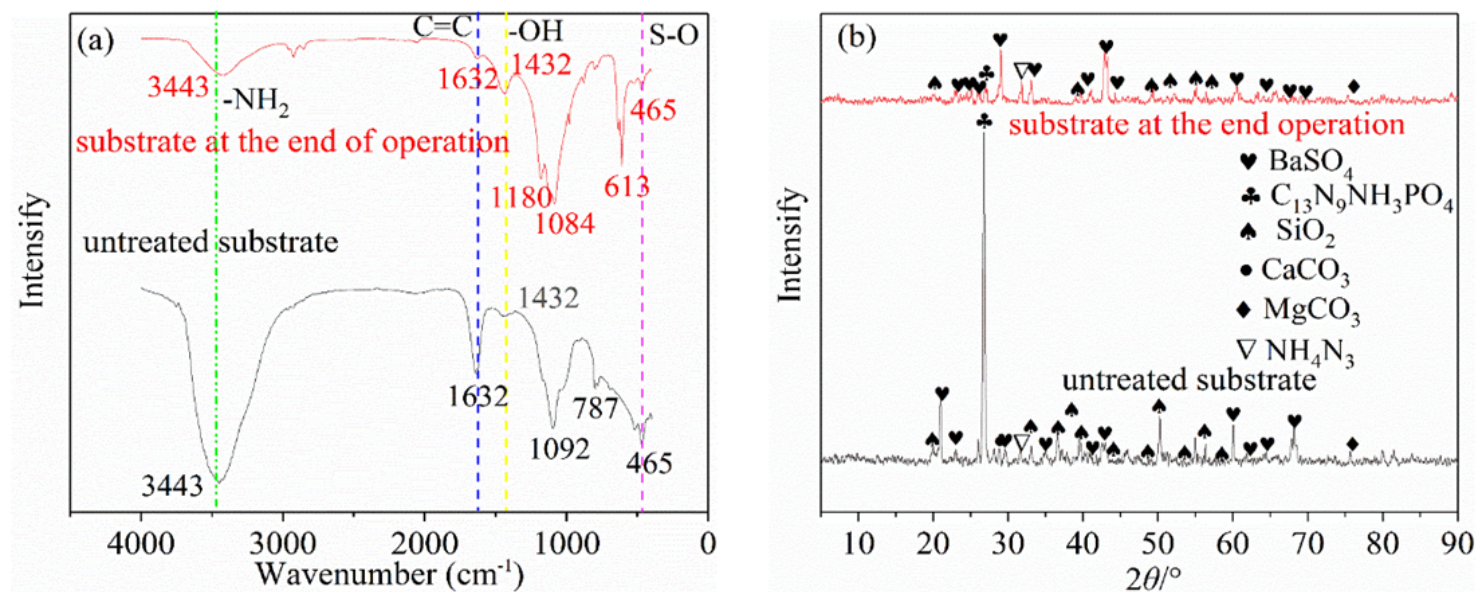 (a)
C=C
-OH
S-O
3443
-NH₂
1632
1432
465
substrate at the end of operation
1180
1084
613
untreated substrate
1432
1632
1092
787
465
3443
Intensify
4000 3000 2000 1000 0
Wavenumber (cm⁻¹)
(b)
substrate at the end operation
♥ BaSO₄
♣ C₁₃N₉NH₃PO₄
♠ SiO₂
● CaCO₃
♦ MgCO₃
▽ NH₄N₃
untreated substrate
Intensify
10 20 30 40 50 60 70 80 90
2θ/°